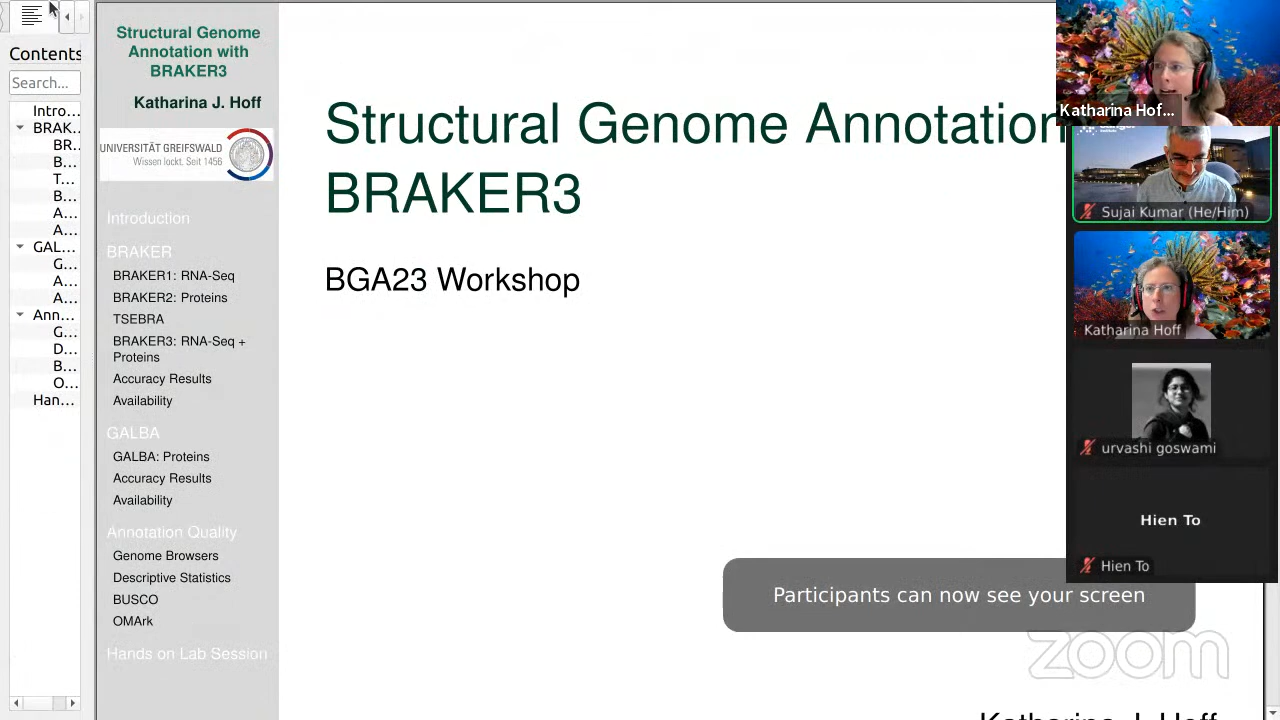 Contents
Search...
Intro...
BRAK...
BR...
B...
T...
B...
A...
A...
GAL...
G...
A...
A...
Ann...
G...
D...
B...
O...
Han...
Structural Genome
Annotation with
BRAKER3
Katharina J. Hoff
UNIVERSITÄT GREIFSWALD
Wissen lockt. Seit 1456
Introduction
BRAKER
BRAKER1: RNA-Seq
BRAKER2: Proteins
TSEBRA
BRAKER3: RNA-Seq +
Proteins
Accuracy Results
Availability
GALBA
GALBA: Proteins
Accuracy Results
Availability
Annotation Quality
Genome Browsers
Descriptive Statistics
BUSCO
OMArk
Hands on Lab Session
Structural Genome Annotation
BRAKER3
BGA23 Workshop
Participants can now see your screen
zoom
Katharina J. Hoff
Katharina Hof...
Sujai Kumar (He/Him)
Katharina Hoff
urvashi goswami
Hien To
Hien To